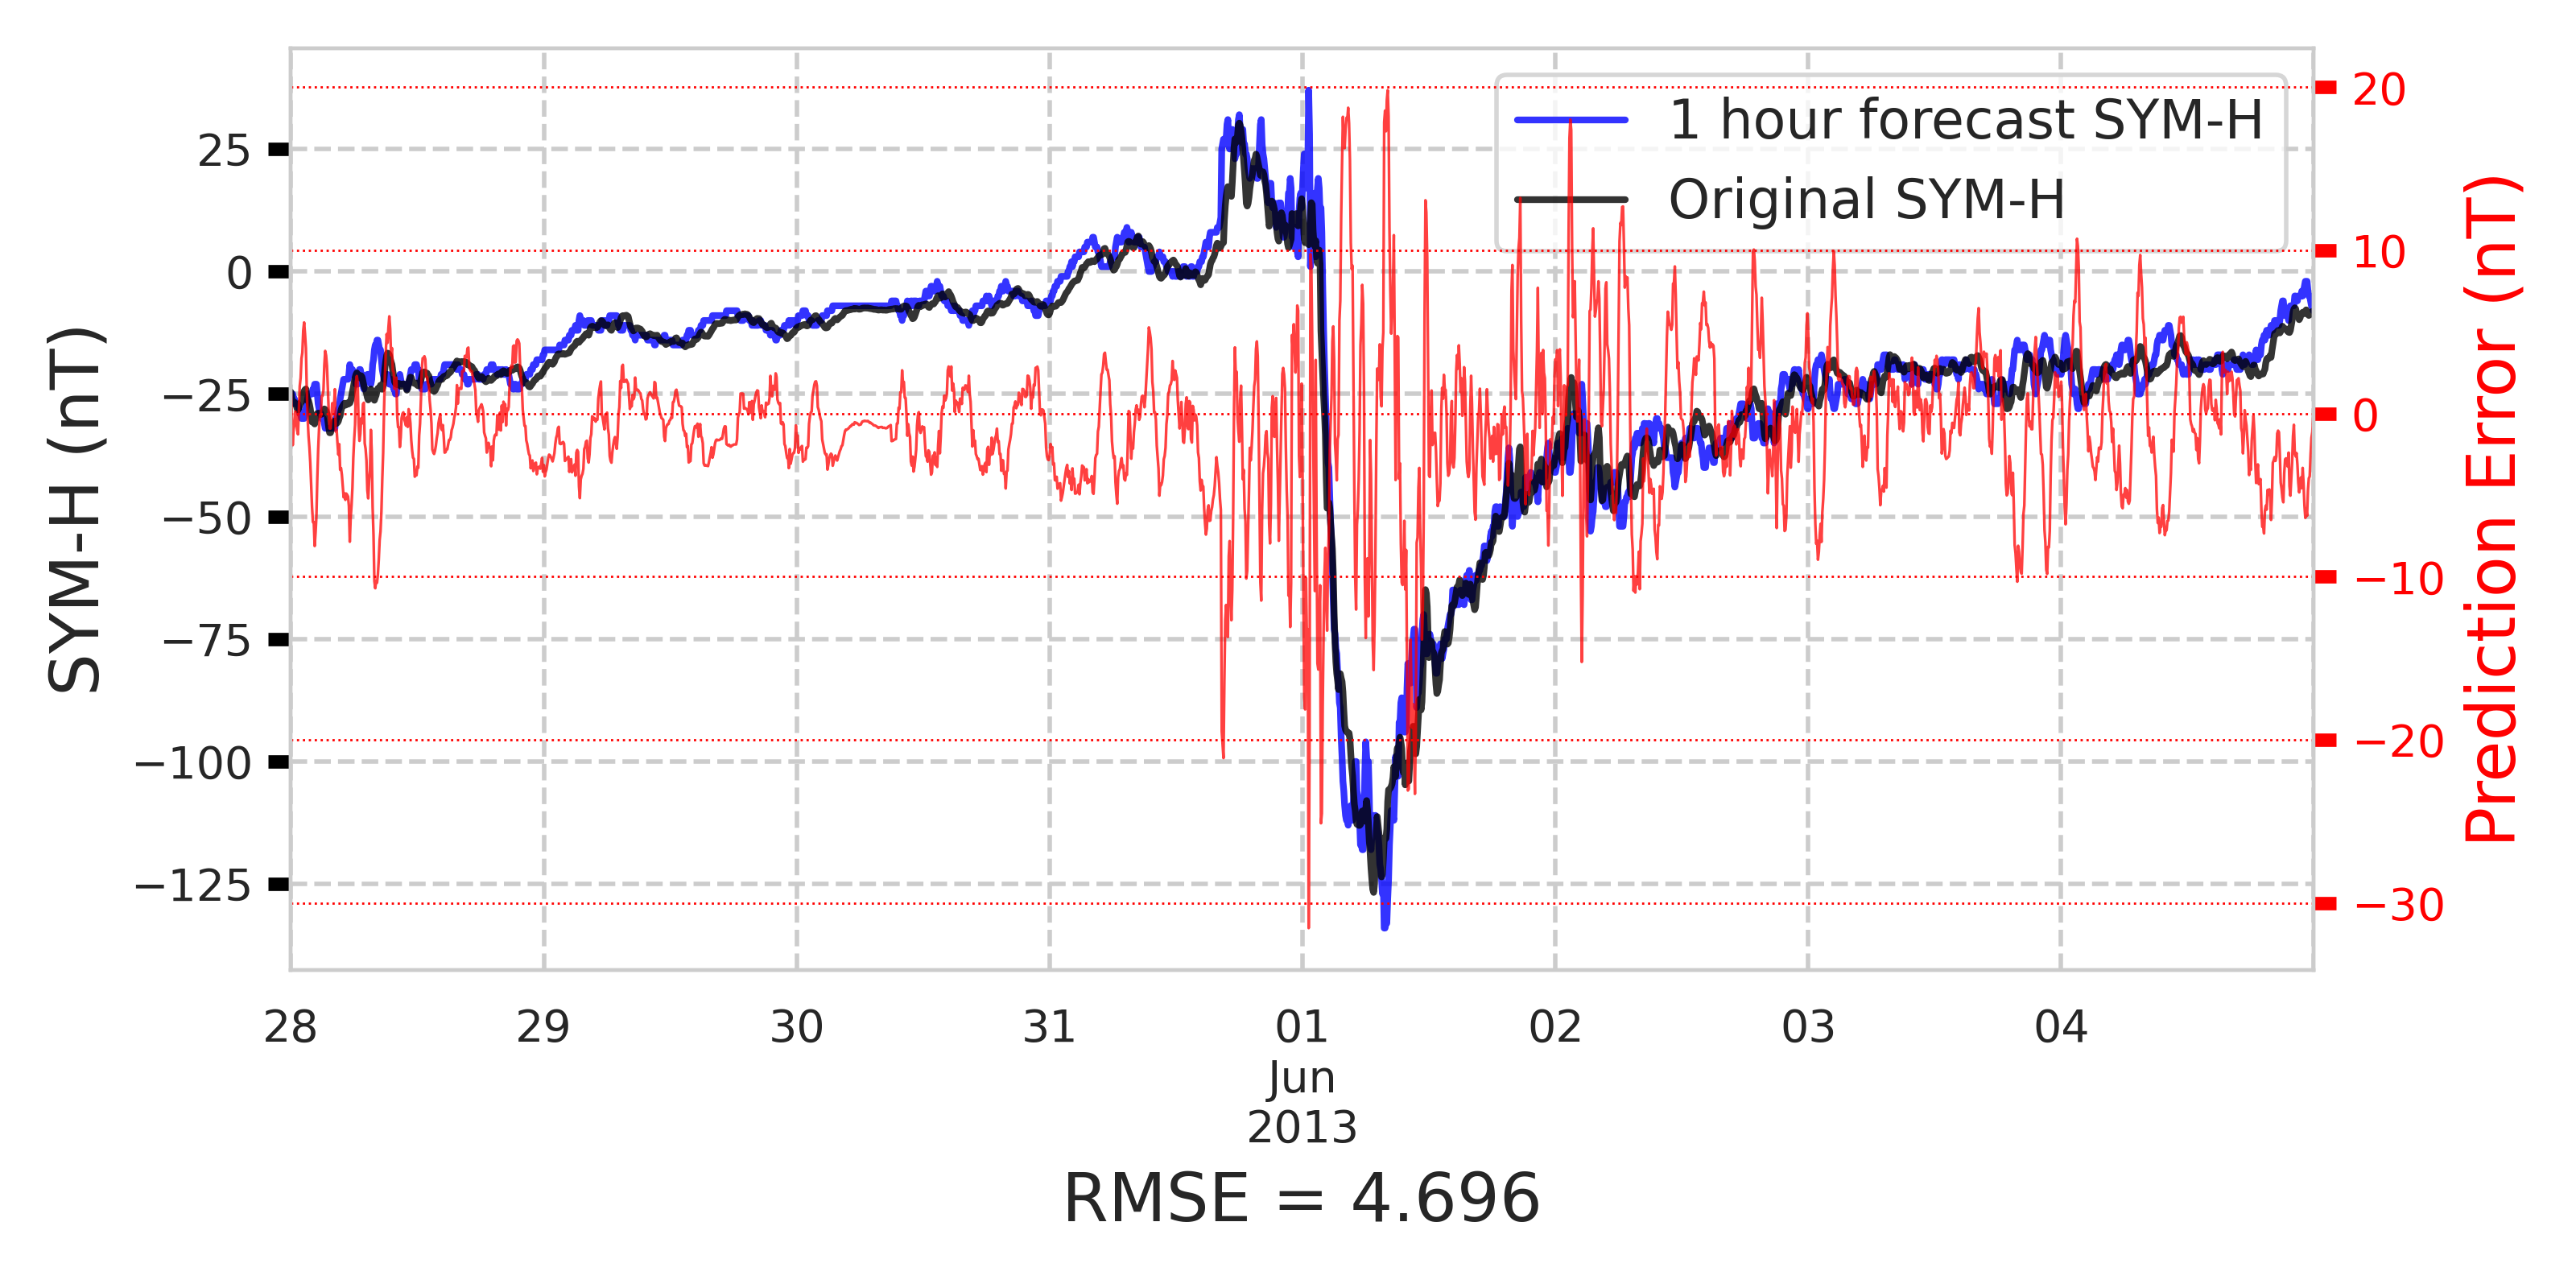 1 hour forecast SYM-H
Original SYM-H
SYM-H (nT)
25
0
−25
−50
−75
−100
−125
20
10
0
−10
−20
−30
Prediction Error (nT)
28 29 30 31 01 02 03 04
Jun
2013
RMSE = 4.696